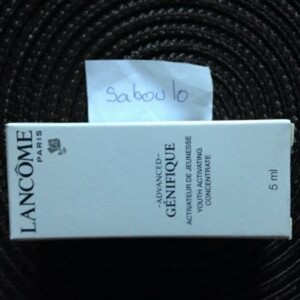 saboulo
LANCÔME
PARIS
-ADVANCED-
GÉNIFIQUE
ACTIVATEUR DE JEUNESSE
YOUTH ACTIVATING
CONCENTRATE
5 ml